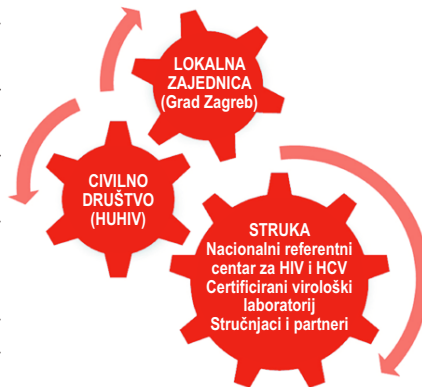 LOKALNA
ZAJEDNICA
(Grad Zagreb)
CIVILNO
DRUŠTVO
(HUHIV)
STRUKA
Nacionalni referentni
centar za HIV i HCV
Certificirani virološki
laboratorij
Stručnjaci i partneri